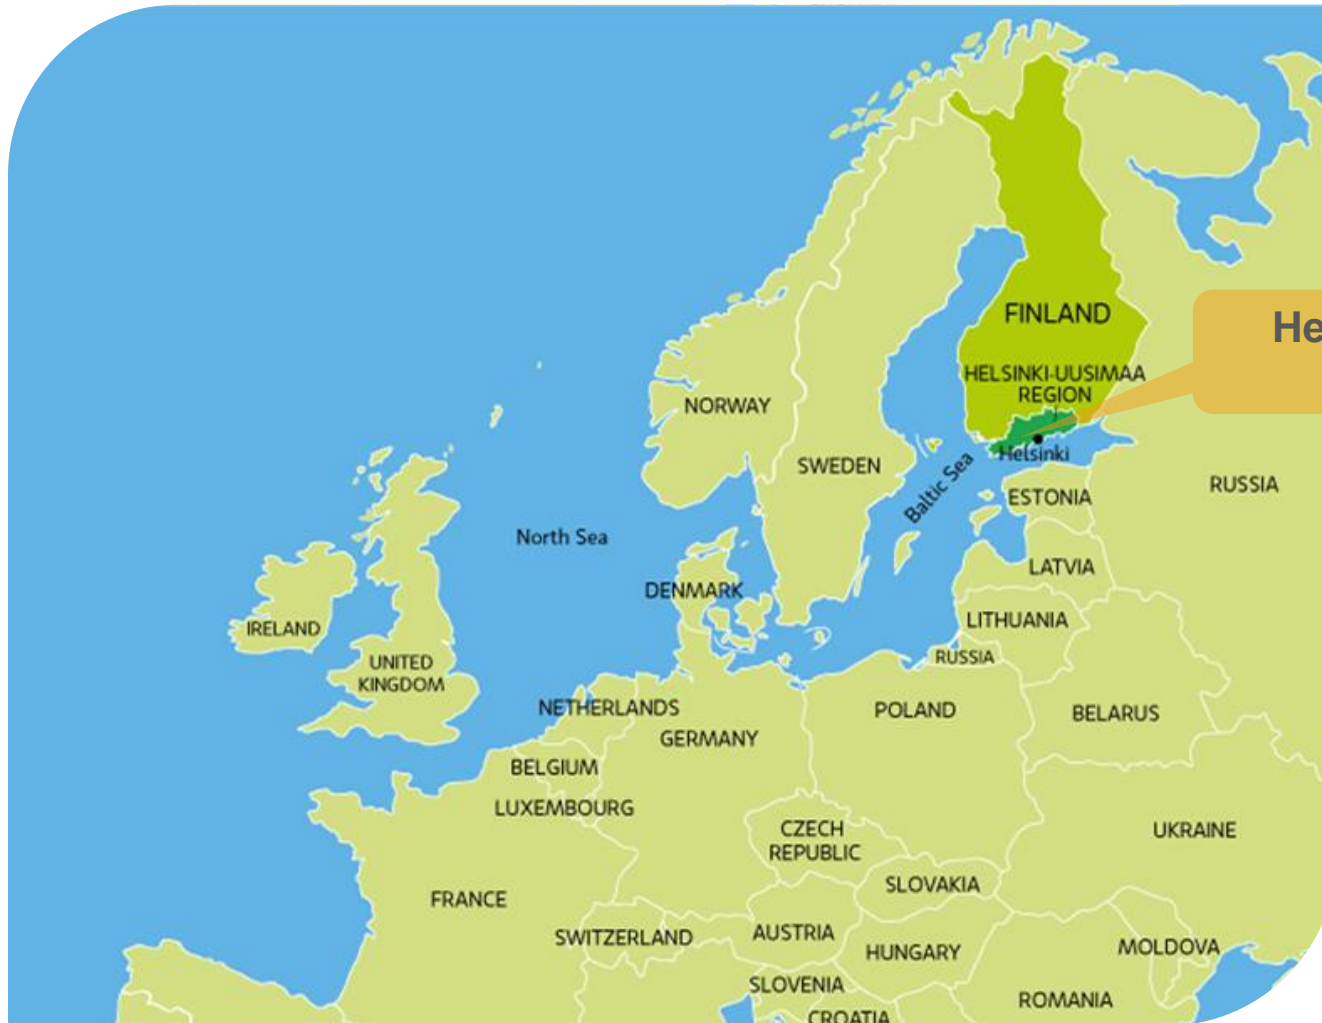 FINLAND
He
HELSINKI-UUSIMAA
REGION
NORWAY
Helsinki
SWEDEN
Baltic Sea
RUSSIA
ESTONIA
North Sea
LATVIA
DENMARK
LITHUANIA
IRELAND
RUSSIA
UNITED
KINGDOM
NETHERLANDS
POLAND
BELARUS
GERMANY
BELGIUM
LUXEMBOURG
CZECH
REPUBLIC
UKRAINE
SLOVAKIA
FRANCE
SWITZERLAND
AUSTRIA
HUNGARY
MOLDOVA
SLOVENIA
ROMANIA
CROATIA